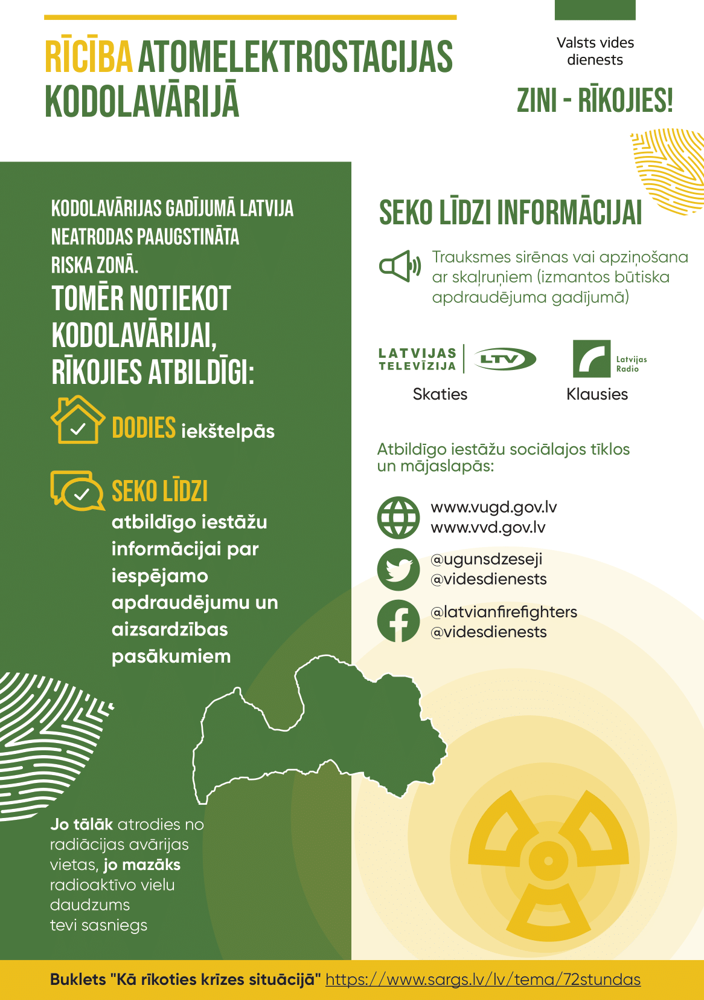 RĪCĪBA ATOMELEKTROSTACIJAS
KODOLAVĀRIJĀ
Valsts vides
dienests
ZINI - RĪKOJIES!
KODOLAVĀRIJAS GADĪJUMĀ LATVIJA
NEATRODAS PAAUGSTINĀTA
RISKA ZONĀ.
TOMĒR NOTIEKOT
KODOLAVĀRIJAI,
RĪKOJIES ATBILDĪGI:
DODIES iekštelpās
SEKO LĪDZI
atbildīgo iestāžu
informācijai par
iespējamo
apdraudējumu un
aizsardzības
pasākumiem
Jo tālāk atrodies no
radiācijas avārijas
vietas, jo mazāks
radioaktīvo vielu
daudzums
tevi sasniegs
SEKO LĪDZI INFORMĀCIJAI
Trauksmes sirēnas vai apziņošana
ar skaļruņiem (izmantos būtiska
apdraudējuma gadījumā)
LATVIJAS
TELEVĪZIJA
LTV
Skaties
Latvijas
Radio
Klausies
Atbildīgo iestāžu sociālajos tīklos
un mājaslapās:
www.vugd.gov.lv
www.vvd.gov.lv
@ugunsdzeseji
@videsdienests
@latvianfirefighters
@videsdienests
Buklets "Kā rīkoties krīzes situācijā" https://www.sargs.lv/lv/tema/72stundas